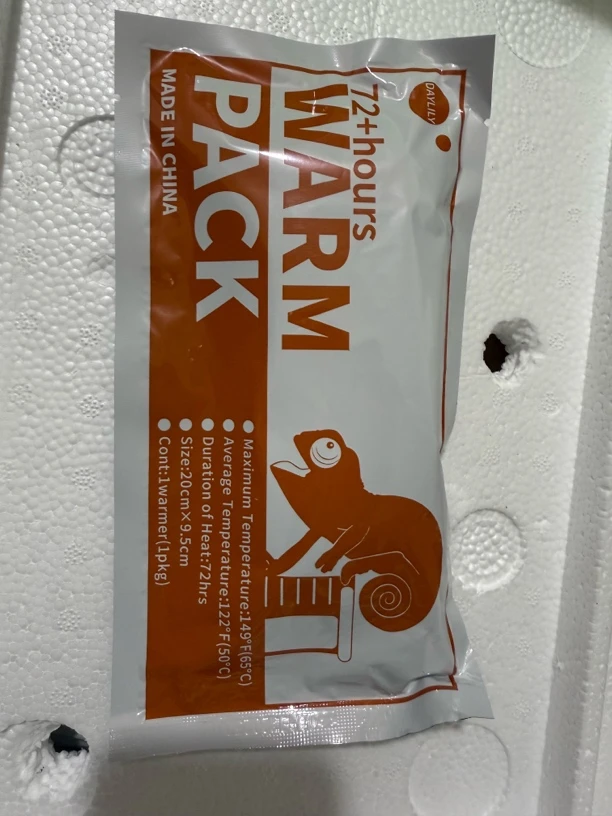 DAYLILY
72+hours
WARM
PACK
MADE IN CHINA
Maximum Temperature:149°F(65°C)
Average Temperature:122°F(50°C)
Duration of Heat:72hrs
Size:20cm×9.5cm
Cont:1warmer(1pkg)